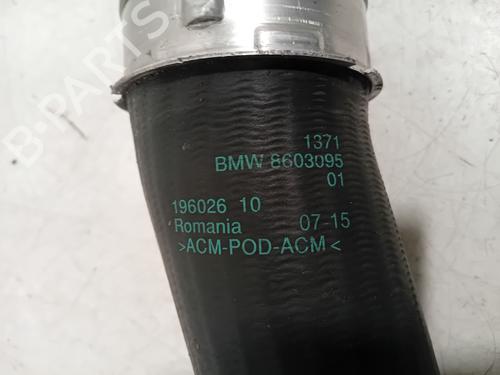 1371
BMW 8603095
01
196026 10
Romania 07-15
>ACM-POD-ACM<
B-PARTS